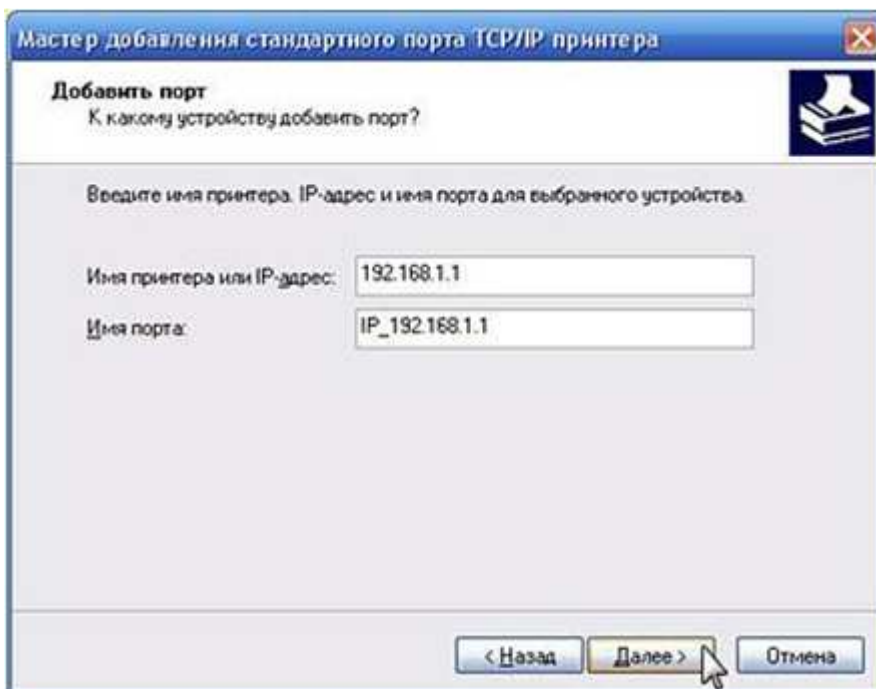 Мастер добавления стандартного порта TCP/IP принтера
Добавить порт
К какому устройству добавить порт?
Введите имя принтера. IP-адрес и имя порта для выбранного устройства.
Имя принтера или IP-адрес: 192.168.1.1
Имя порта: IP_192.168.1.1
< Назад Далее > Отмена